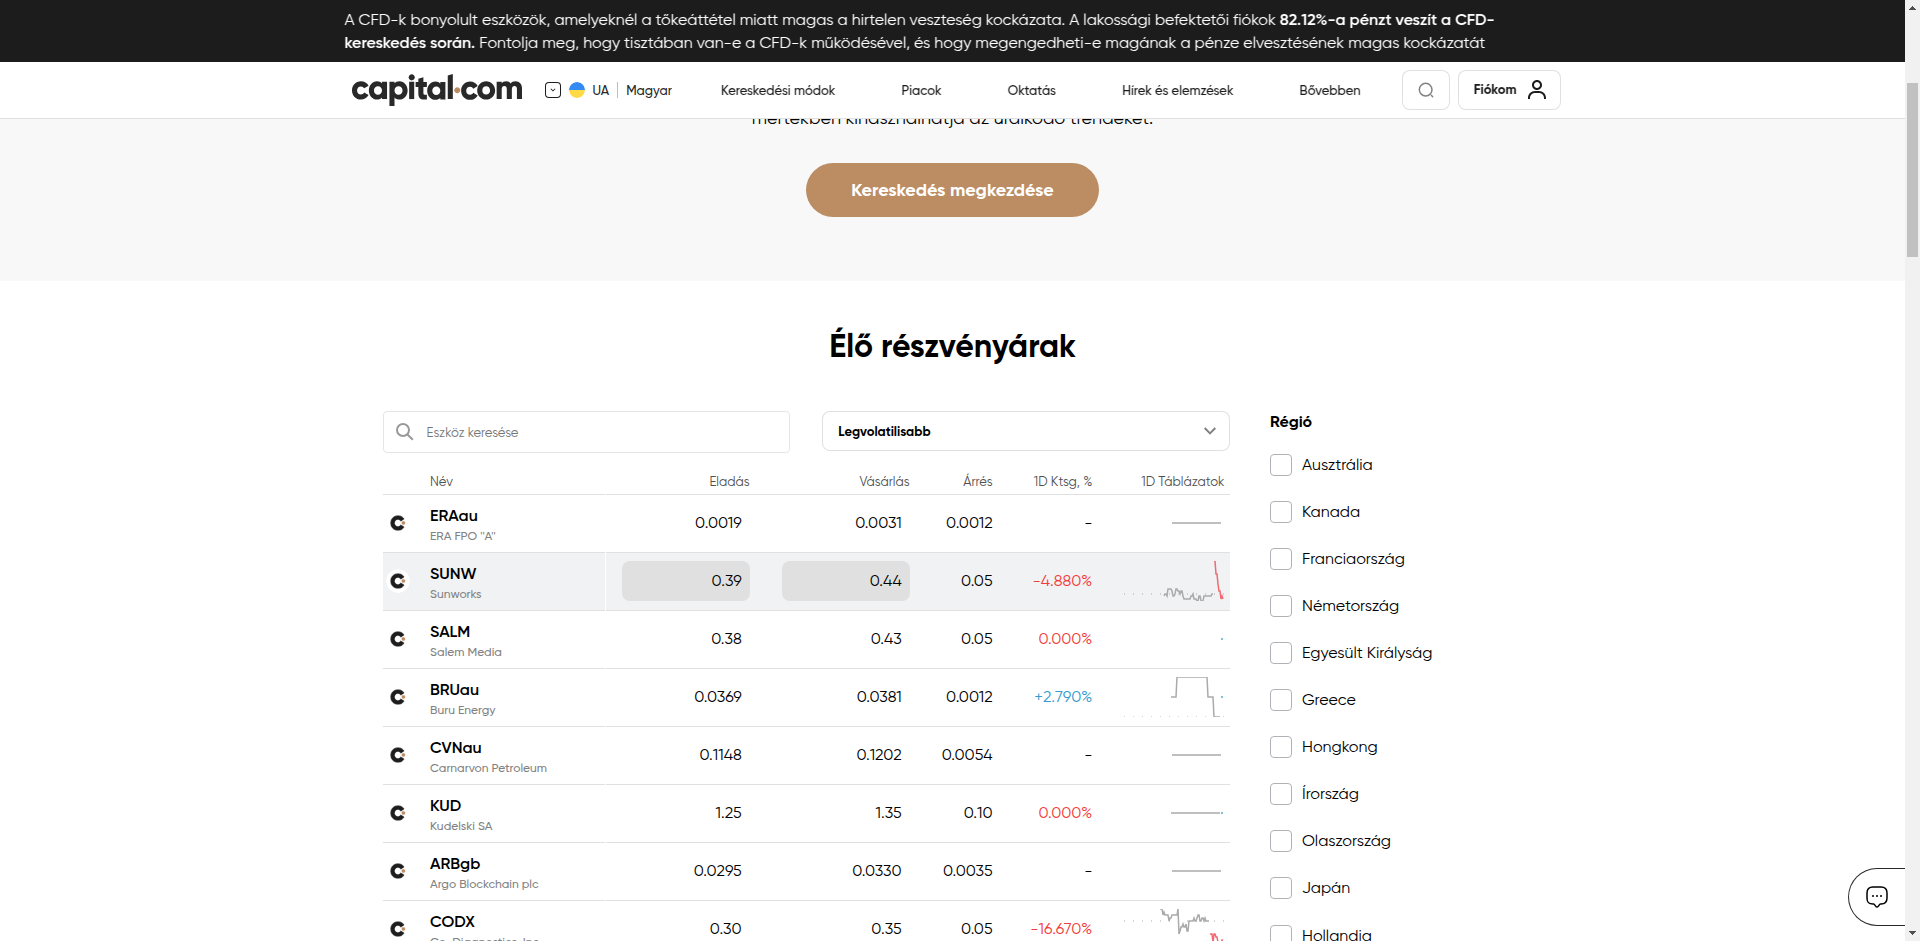 A CFD-k bonyolult eszközök, amelyeknél a tőkeáttétel miatt magas a hirtelen veszteség kockázata. A lakossági befektetői fiókok 82.12%-a pénzt veszít a CFD-
kereskedés során. Fontolja meg, hogy tisztában van-e a CFD-k működésével, és hogy megengedheti-e magának a pénze elvesztésének magas kockázatát
capital.com UA Magyar Kereskedési módok Piacok Oktatás Hírek és elemzések Bővebben Fiókom
mértékben kihasználhatja az uralkodó trendeket.
Kereskedés megkezdése
Élő részvényárak
Eszköz keresése
Legvolatilisabb
Név Eladás Vásárlás Árrés 1D Ktsg, % 1D Táblázatok
ERAau 0.0019 0.0031 0.0012 -
ERA FPO "A"
SUNW 0.39 0.44 0.05 -4.880%
Sunworks
SALM 0.38 0.43 0.05 0.000%
Salem Media
BRUau 0.0369 0.0381 0.0012 +2.790%
Buru Energy
CVNau 0.1148 0.1202 0.0054 -
Carnarvon Petroleum
KUD 1.25 1.35 0.10 0.000%
Kudelski SA
ARBgb 0.0295 0.0330 0.0035 -
Argo Blockchain plc
CODX 0.30 0.35 0.05 -16.670%
Co-Diagnostics, Inc
Régió
Ausztrália
Kanada
Franciaország
Németország
Egyesült Királyság
Greece
Hongkong
Írország
Olaszország
Japán
Hollandia